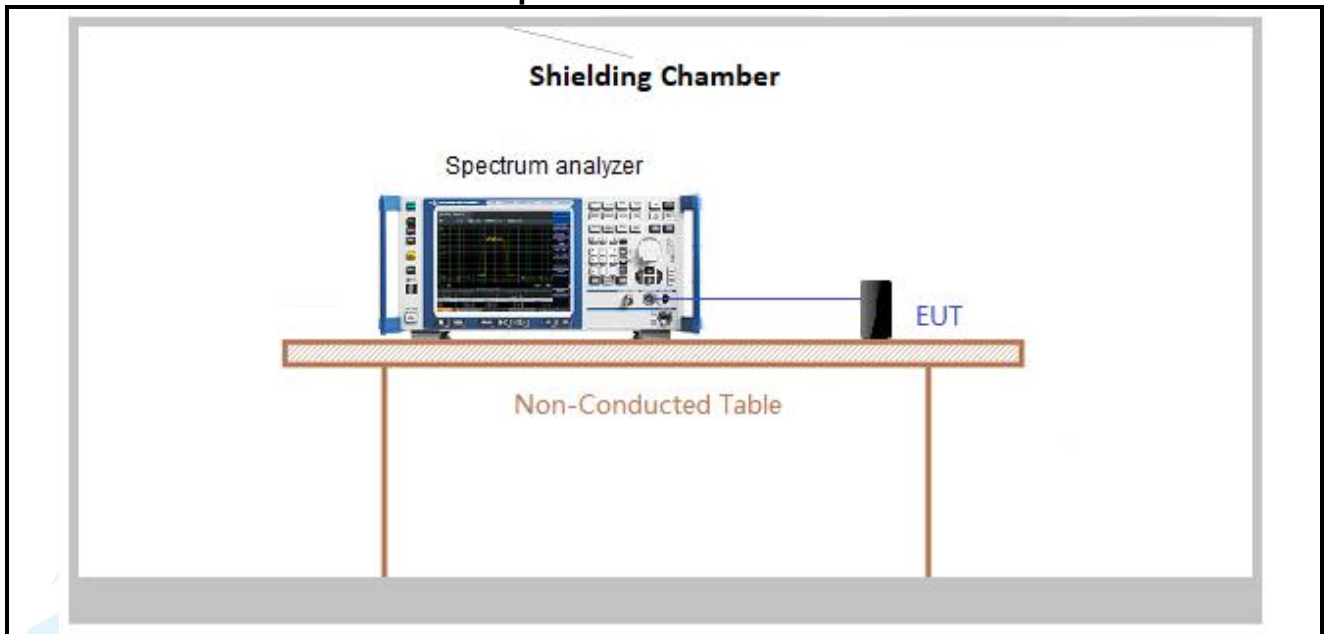 Shielding Chamber
Spectrum analyzer
EUT
Non-Conducted Table